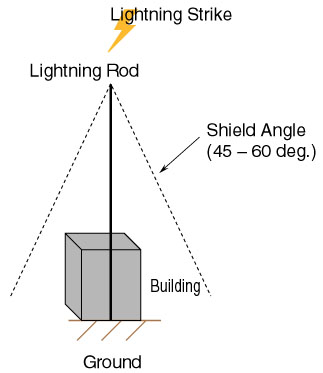 Lightning Strike
Lightning Rod
Shield Angle
(45 – 60 deg.)
Building
Ground